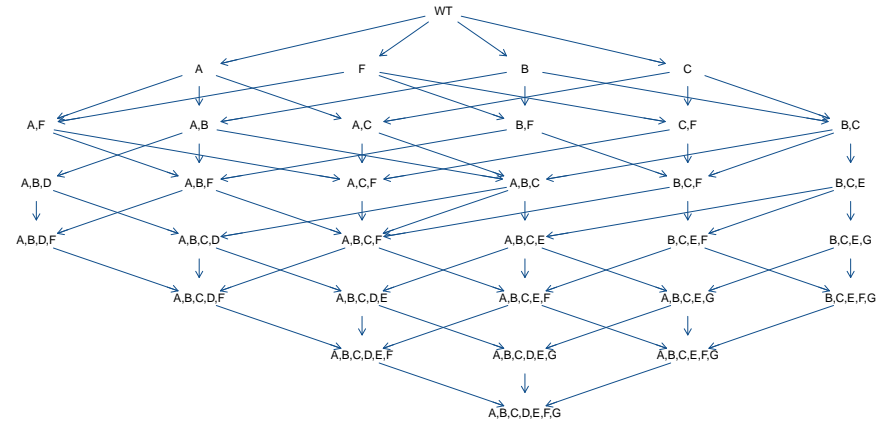 WT
A F B C
A,F A,B A,C B,F C,F B,C
A,B,D A,B,F A,C,F A,B,C B,C,F B,C,E
A,B,D,F A,B,C,D A,B,C,F A,B,C,E B,C,E,F B,C,E,G
A,B,C,D,F A,B,C,D,E A,B,C,E,F A,B,C,E,G B,C,E,F,G
A,B,C,D,E,F A,B,C,D,E,G A,B,C,E,F,G
A,B,C,D,E,F,G